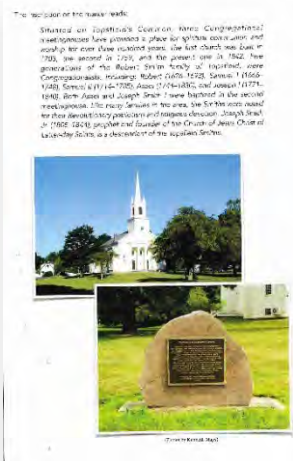 The inscription on the marker reads:
Situated on Topsfield's Common, three Congregational
meetinghouses have provided a place for spiritual communion and
worship for over three hundred years. The first church was built in
1703, the second in 1759, and the present one in 1842. Five
generations of the Robert Smith family of Topsfield, were
Congregationalists, including: Robert (1626-1693), Samuel I (1666-
1748), Samuel II (1714-1785), Asael (1744-1830), and Joseph I (1771-
1840). Both Asael and Joseph Smith I were baptized in the second
meetinghouse. Like many families in the area, the Smiths were noted
for their Revolutionary patriotism and religious devotion. Joseph Smith
Jr. (1805-1844), prophet and founder of the Church of Jesus Christ of
Latter-day Saints, is a descendant of the Topsfield Smiths.